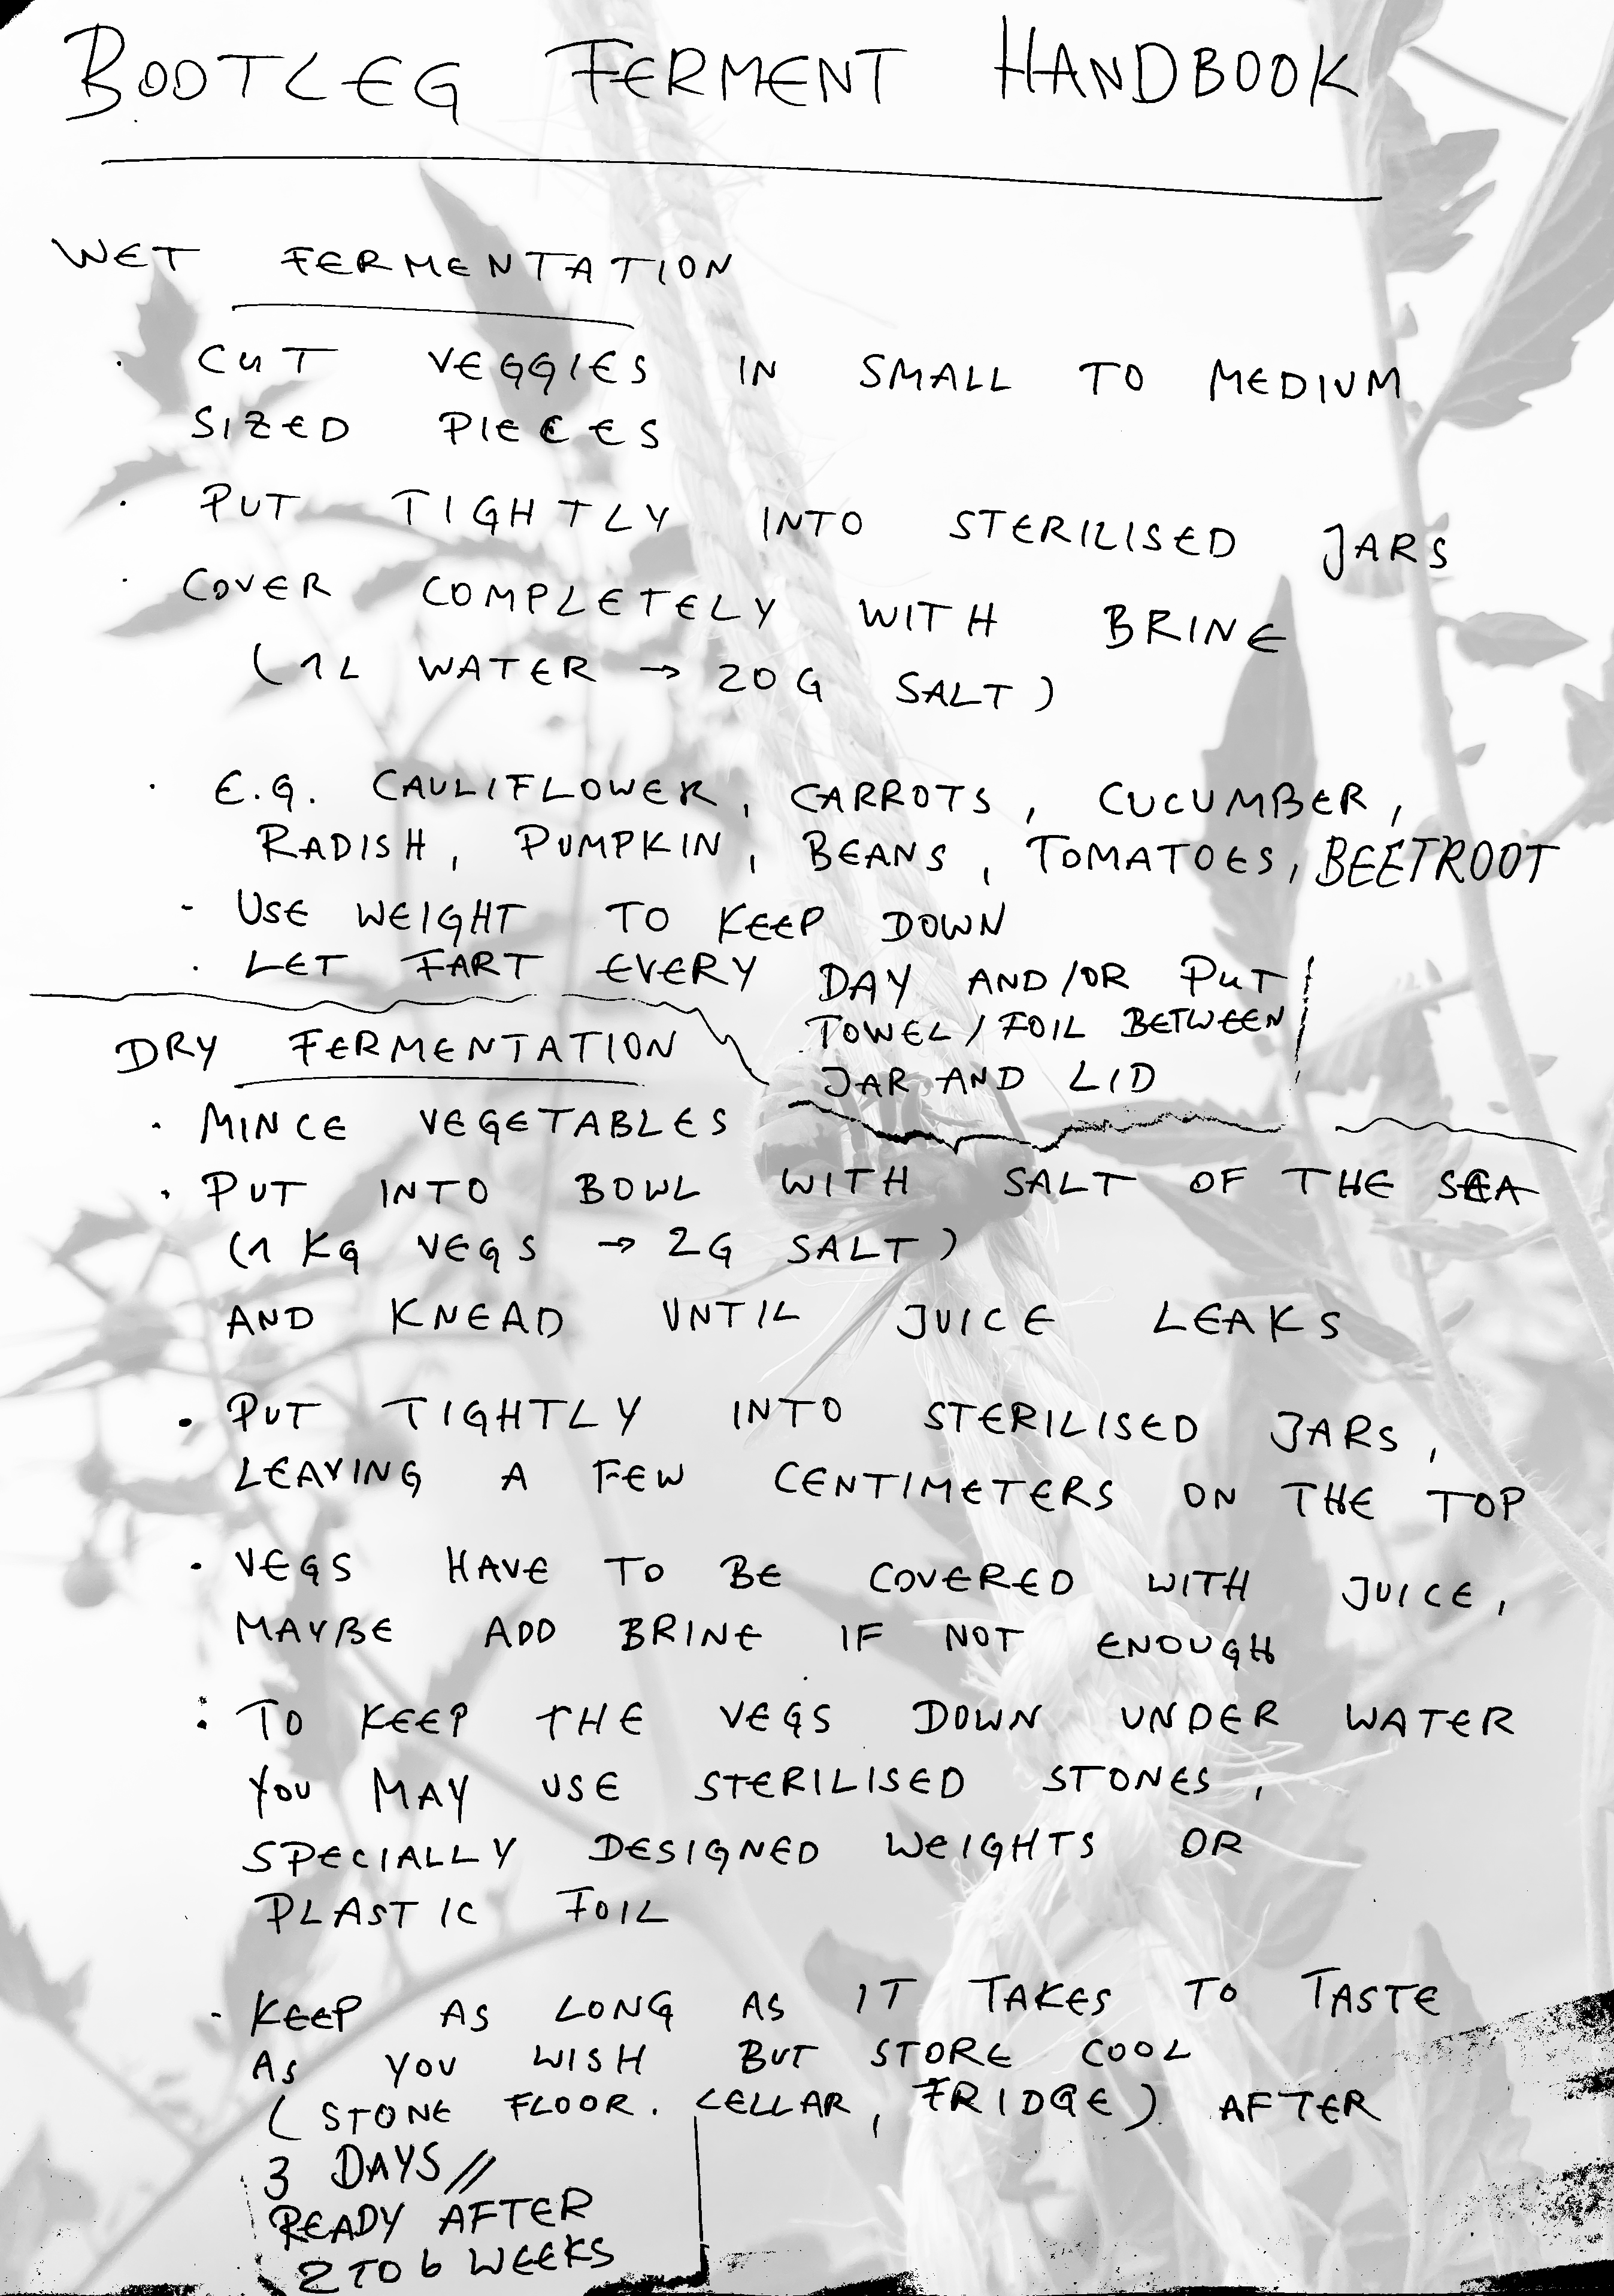 BOOTLEG FERMENT HANDBOOK
WET FERMENTATION
· CUT VEGGIES IN SMALL TO MEDIUM
SIZED PIECES
· PUT TIGHTLY INTO STERILISED JARS
· COVER COMPLETELY WITH BRINE
(1L WATER → 20G SALT)
· E.G. CAULIFLOWER, CARROTS, CUCUMBER,
RADISH, PUMPKIN, BEANS, TOMATOES, BEETROOT
- USE WEIGHT TO KEEP DOWN
· LET FART EVERY DAY AND/OR PUT
TOWEL/FOIL BETWEEN
JAR AND LID
DRY FERMENTATION
· MINCE VEGETABLES
· PUT INTO BOWL WITH SALT OF THE SEA
(1 KG VEGS → 2G SALT)
AND KNEAD UNTIL JUICE LEAKS
· PUT TIGHTLY INTO STERILISED JARS,
LEAVING A FEW CENTIMETERS ON THE TOP
· VEGS HAVE TO BE COVERED WITH JUICE,
MAYBE ADD BRINE IF NOT ENOUGH
: TO KEEP THE VEGS DOWN UNDER WATER
YOU MAY USE STERILISED STONES,
SPECIALLY DESIGNED WEIGHTS OR
PLASTIC FOIL
- KEEP AS LONG AS IT TAKES TO TASTE
AS YOU WISH BUT STORE COOL
(STONE FLOOR. CELLAR, FRIDGE) AFTER
3 DAYS//
READY AFTER
2 TO 6 WEEKS